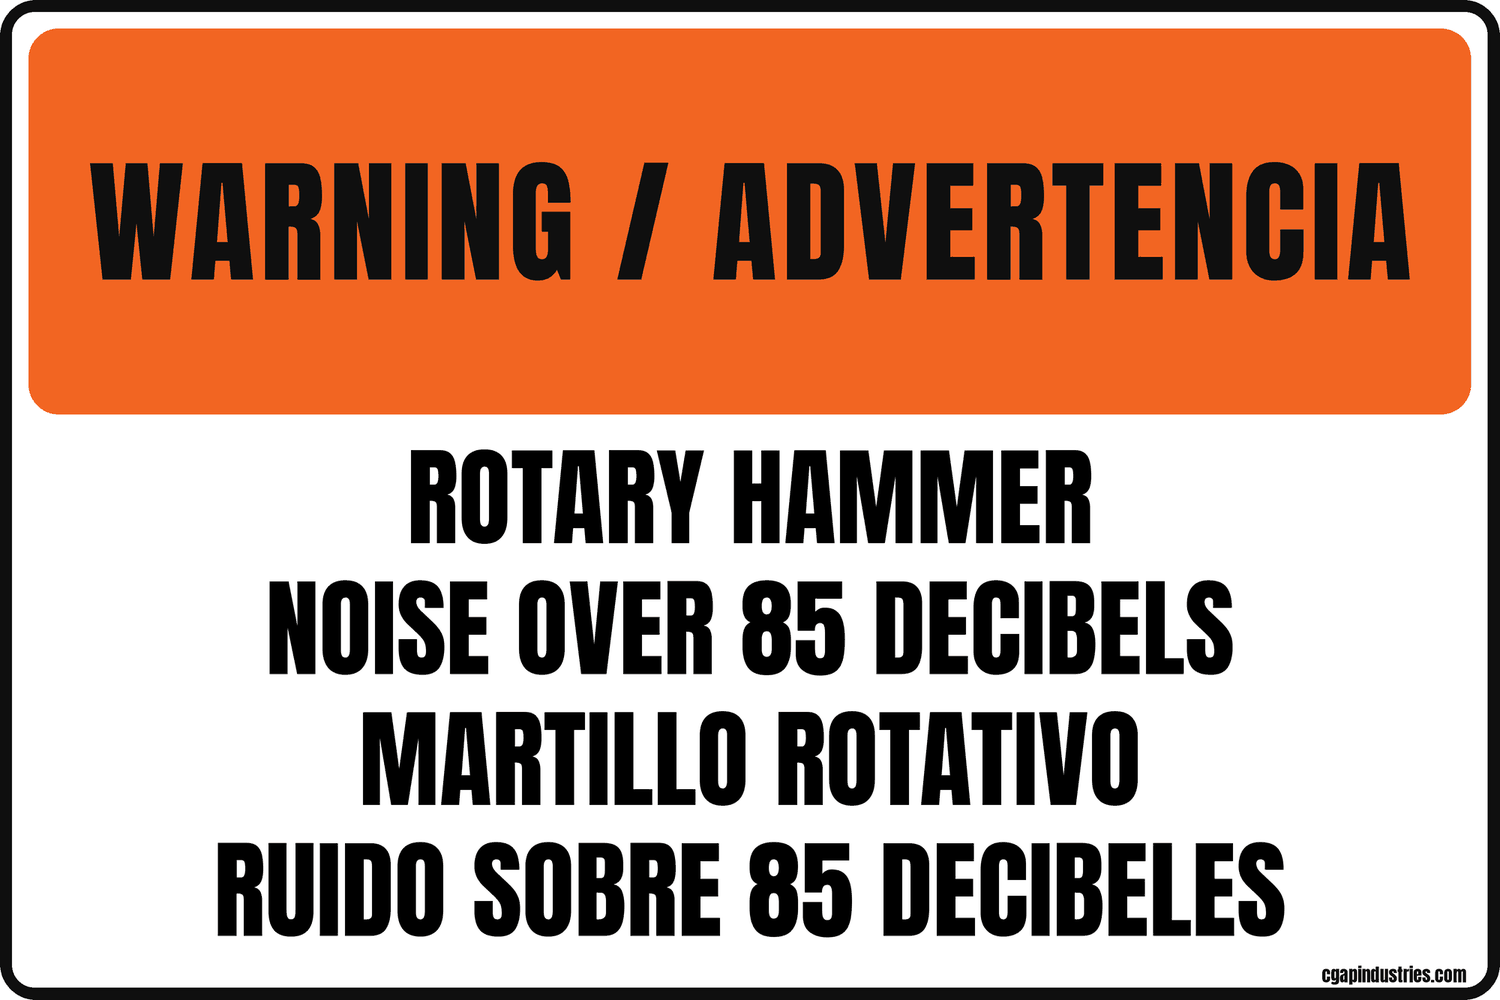 WARNING / ADVERTENCIA
ROTARY HAMMER
NOISE OVER 85 DECIBELS
MARTILLO ROTATIVO
RUIDO SOBRE 85 DECIBELES
cgapindustries.com